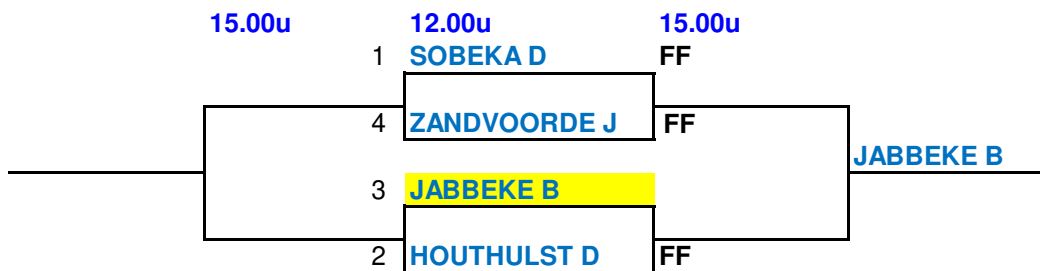 15.00u 12.00u 15.00u
1 SOBEKA D FF
4 ZANDVOORDE J FF
JABBEKE B
3 JABBEKE B
2 HOUTHULST D FF